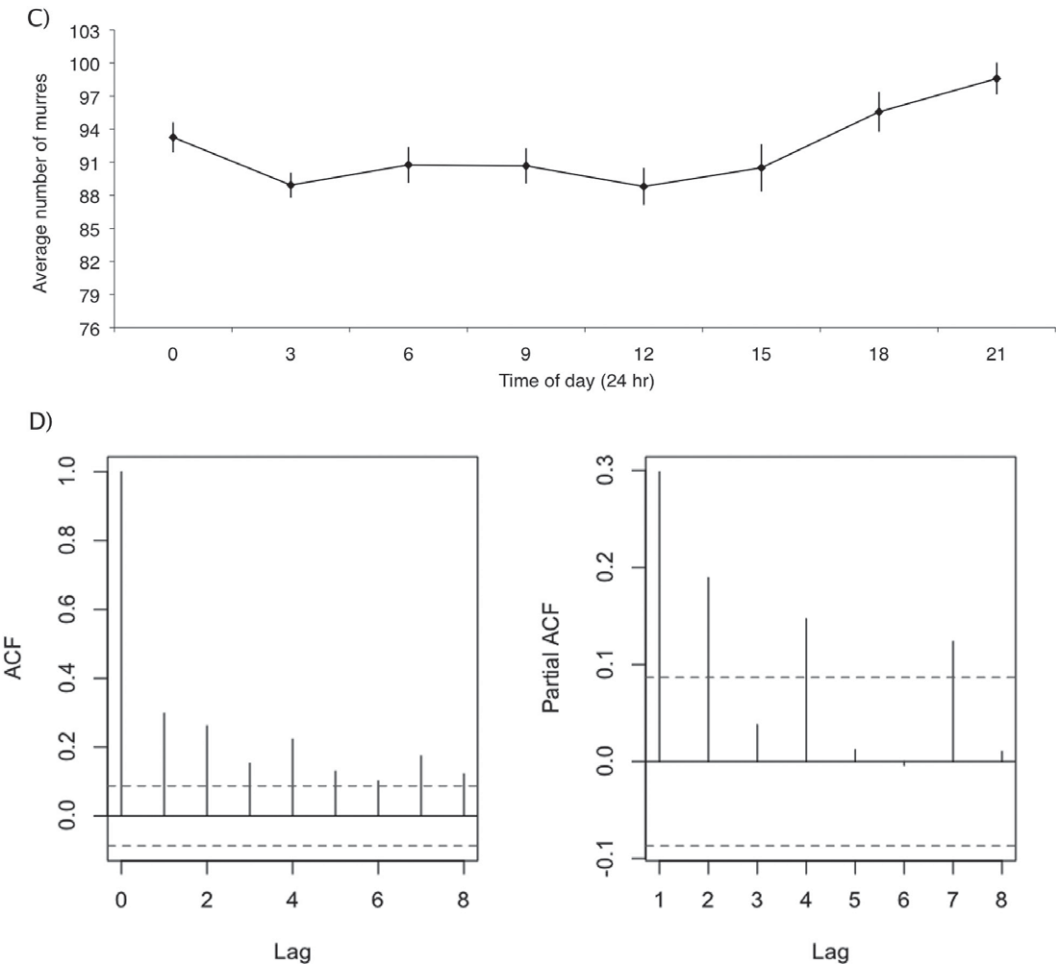 C)
103
100
97
94
91
88
85
82
79
76
Average number of murres
0 3 6 9 12 15 18 21
Time of day (24 hr)
D)
1.0
0.8
0.6
0.4
0.2
0.0
ACF
0 2 4 6 8
Lag
0.3
0.2
0.1
0.0
-0.1
Partial ACF
1 2 3 4 5 6 7 8
Lag